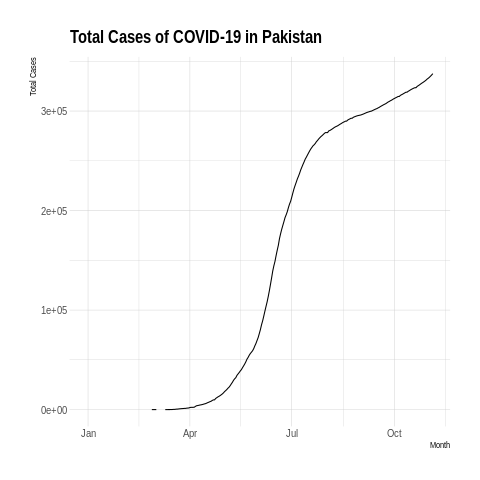 Total Cases of COVID-19 in Pakistan
Total Cases
3e+05
2e+05
1e+05
0e+00
Jan Apr Jul Oct
Month